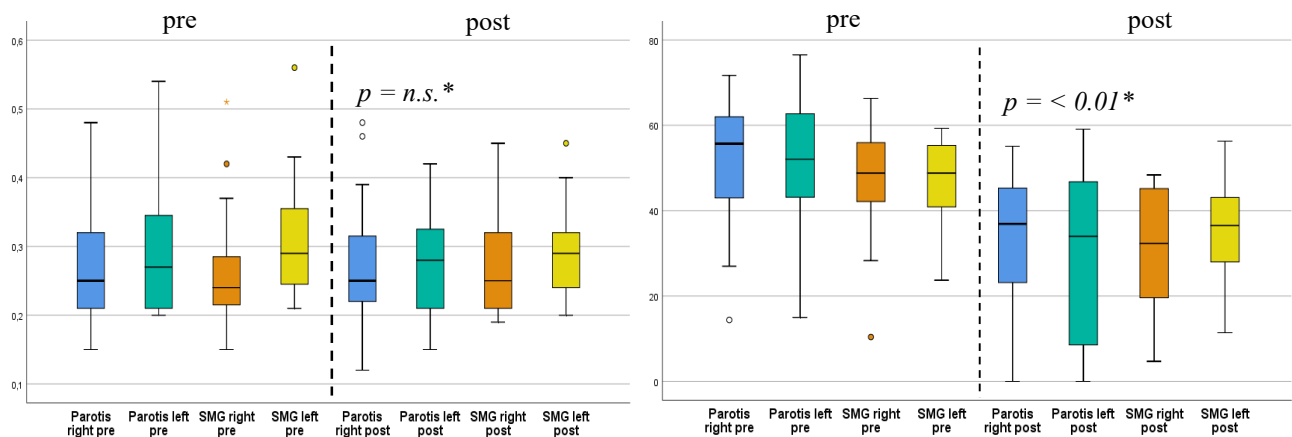 pre
post
0,6
0,5
0,4
0,3
0,2
0,1
p = n.s.*
Parotis
right pre
Parotis left
pre
SMG right
pre
SMG left
pre
Parotis
right post
Parotis left
post
SMG right
post
SMG left
post
pre
post
80
60
40
20
0
p = < 0.01*
Parotis
right pre
Parotis left
pre
SMG right
pre
SMG left
pre
Parotis
right post
Parotis left
post
SMG right
post
SMG left
post